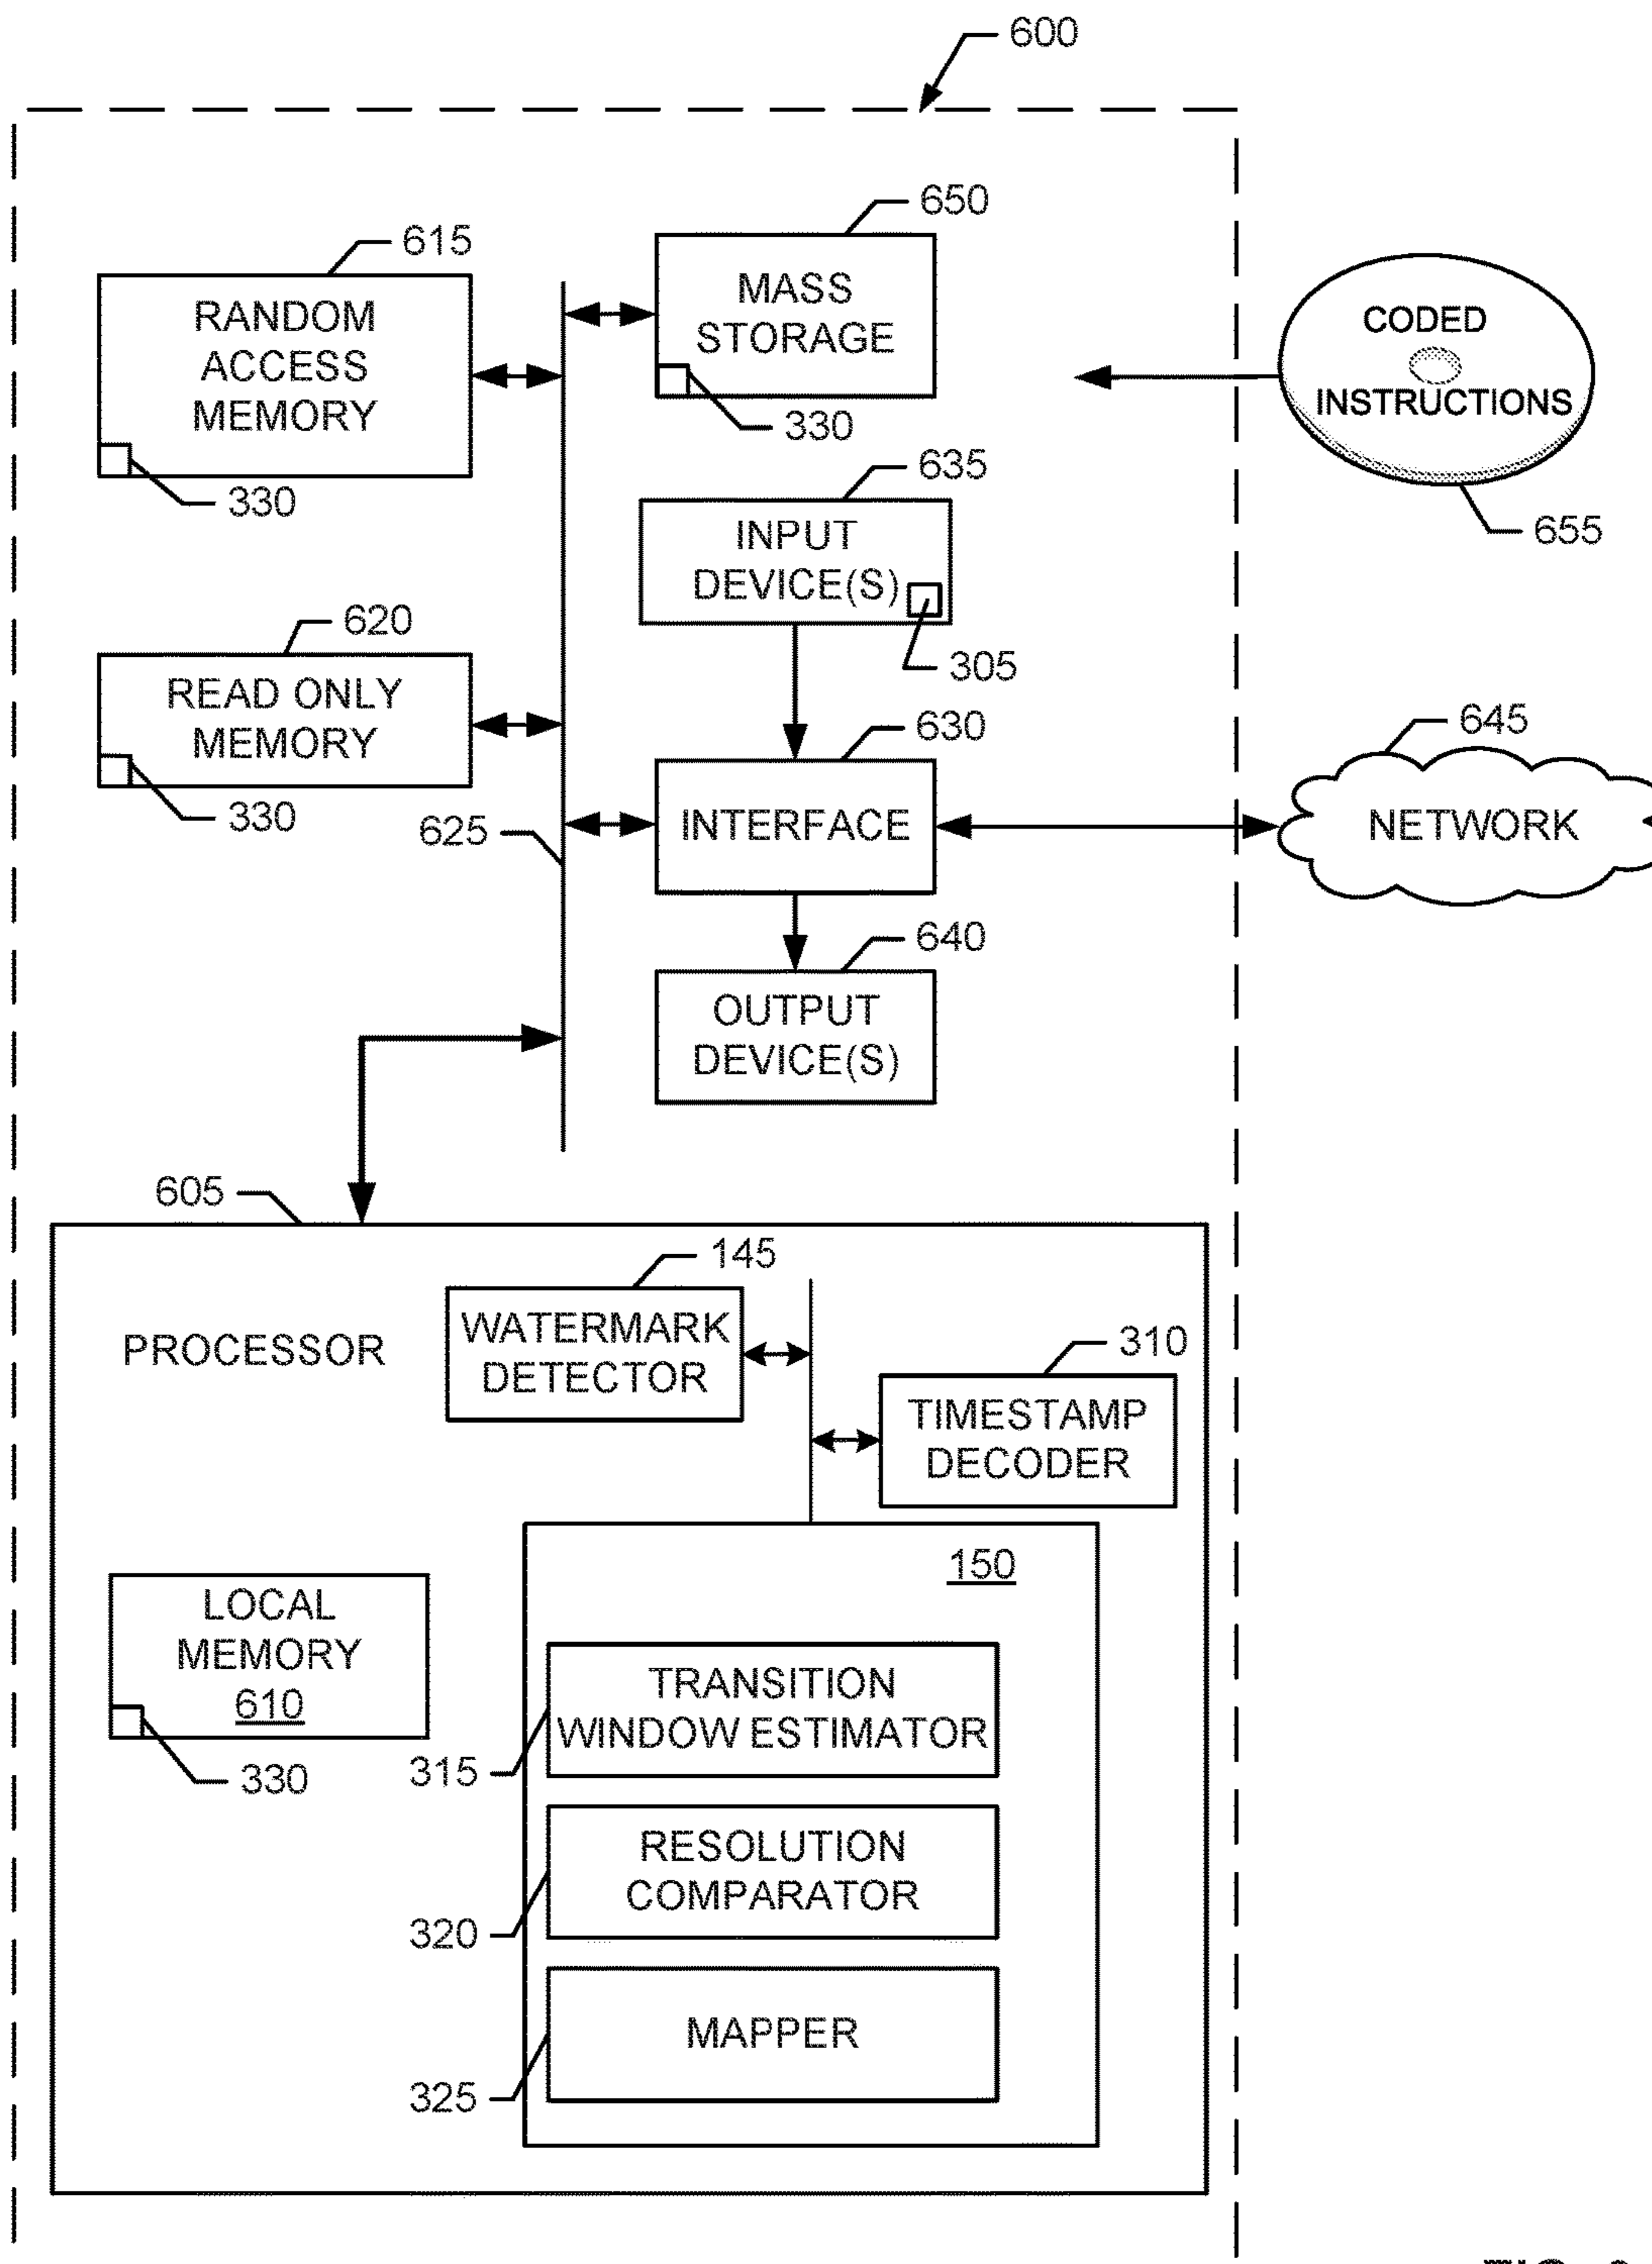 600
650
615
MASS
STORAGE
RANDOM
ACCESS
MEMORY
CODED
INSTRUCTIONS
330
635
330
655
INPUT
DEVICE(S)
620
305
READ ONLY
MEMORY
630
645
330
625
INTERFACE
NETWORK
640
OUTPUT
DEVICE(S)
605
145
PROCESSOR
WATERMARK
DETECTOR
310
TIMESTAMP
DECODER
150
LOCAL
MEMORY
610
TRANSITION
WINDOW ESTIMATOR
330
315
RESOLUTION
COMPARATOR
320
MAPPER
325